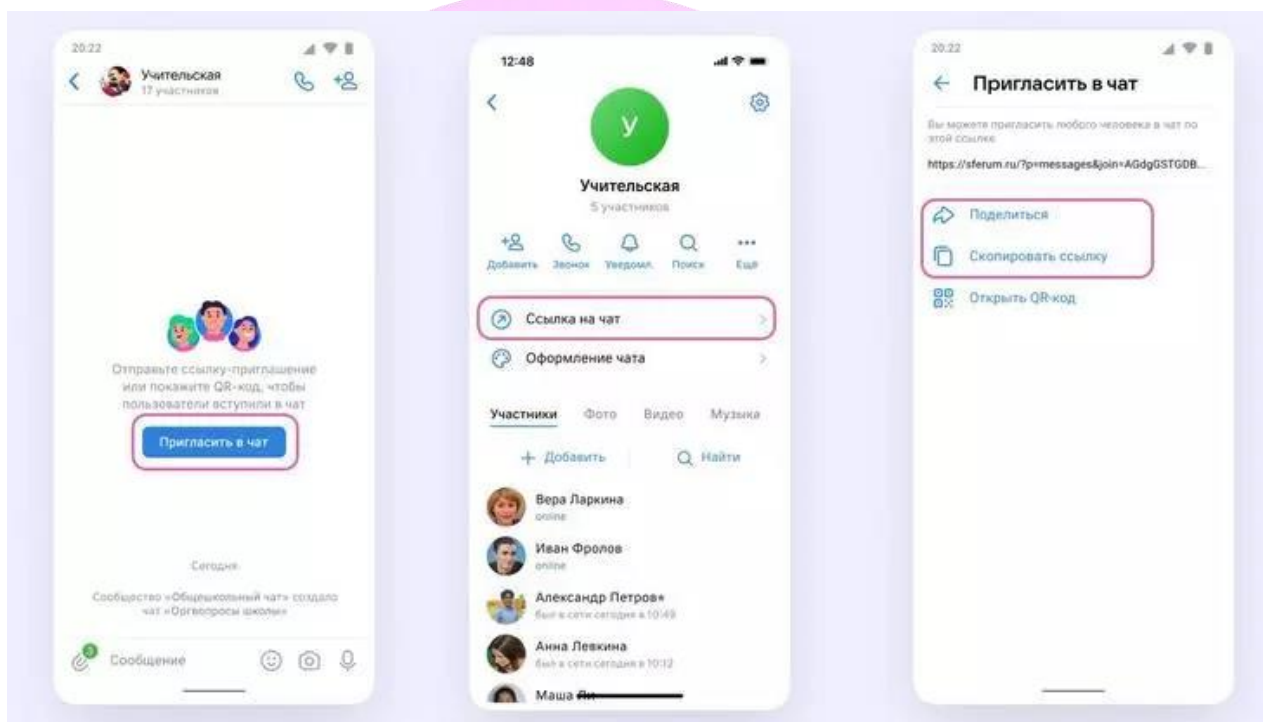 20:22
Учительская
17 участников
Отправьте ссылку-приглашение
или покажите QR-код, чтобы
пользователи вступили в чат
Пригласить в чат
Сегодня
Сообщество «Общешкольный чат» создало
чат «Оргвопросы школы»
3
Сообщение
12:48
У
Учительская
5 участников
Добавить Звонок Уведомл. Поиск Ещё
Ссылка на чат
Оформление чата
Участники Фото Видео Музыка
+ Добавить Найти
Вера Ларкина
online
Иван Фролов
online
Александр Петров
был в сети сегодня в 10:49
Анна Левкина
был в сети сегодня в 10:12
Маша
20:22
Пригласить в чат
Вы можете пригласить любого человека в чат по
этой ссылке
https://sferum.ru/?p=messages&join=AGdgGSTGDB...
Поделиться
Скопировать ссылку
Открыть QR-код